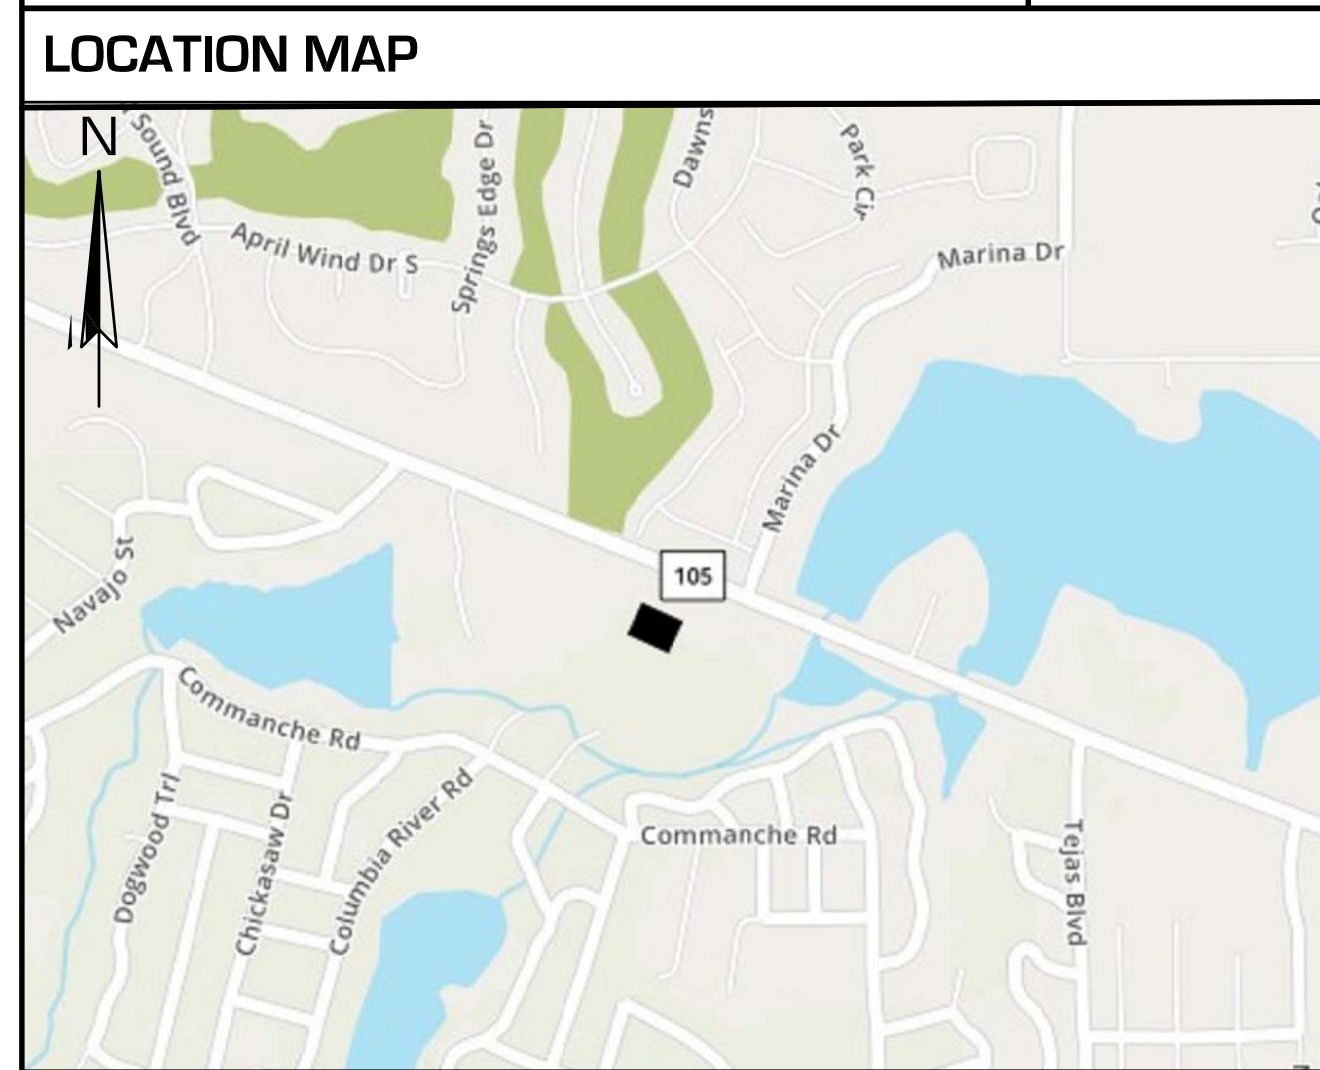 LOCATION MAP
N
Sound Blvd
Springs Edge Dr
Dawns
Park Cir
April Wind Dr S
Marina Dr
Marina Dr
Navajo St
105
Commanche Rd
Dogwood Trl
Chickasaw Dr
Columbia River Rd
Commanche Rd
Tejas Blvd